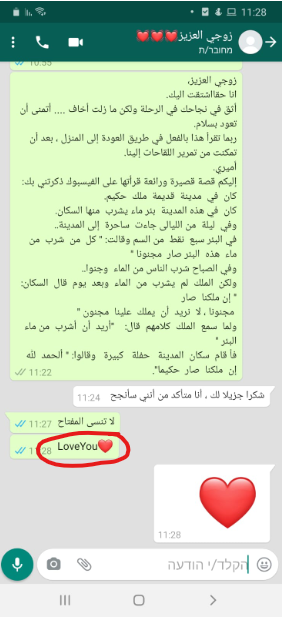 11:28
زوجي العزيز❤️❤️❤️
מחובר/ת
10:55
زوجي العزيز،
انا حقااشتقت اليك.
أثق في نجاحك في الرحلة ولكن ما زلت أخاف .... أتمنى أن
تعود بسلام.
ربما تقرأ هذا بالفعل في طريق العودة إلى المنزل ، بعد أن
تمكنت من تمرير اللقاحات إلينا.
أميري.
إليكم قصة قصيرة ورائعة قرأتها على الفيسبوك ذكرتني بك:
كان في مدينة قديمة ملك حكيم.
كان في هذه المدينة بئر ماء يشرب منها السكان.
وفي ليلة من الليالى جاءت ساحرة إلى المدينة..
في البئر سبع نقط من السم وقالت: " كل من شرب من
ماء هذه البئر صار مجنونا "
وفي الصباح شرب الناس من الماء وجنوا..
ولكن الملك لم يشرب من الماء وبعد يوم قال السكان:
" إن ملكنا صار
مجنون ، لا نريد أن يملك علينا مجنون "
ولما سمع الملك كلامهم قال: "أريد أن أشرب من ماء
البئر "
فأ قام سكان المدينة حفلة كبيرة وقالوا: " ألحمد لله
إن ملكنا صار حكيما".
11:22
شكرا جزيلا لك ، أنا متأكد من أنني سأنجح
11:24
لا تنسى المفتاح
11:27
LoveYou❤️
11:28
❤️
11:28
הקלד/י הודעה